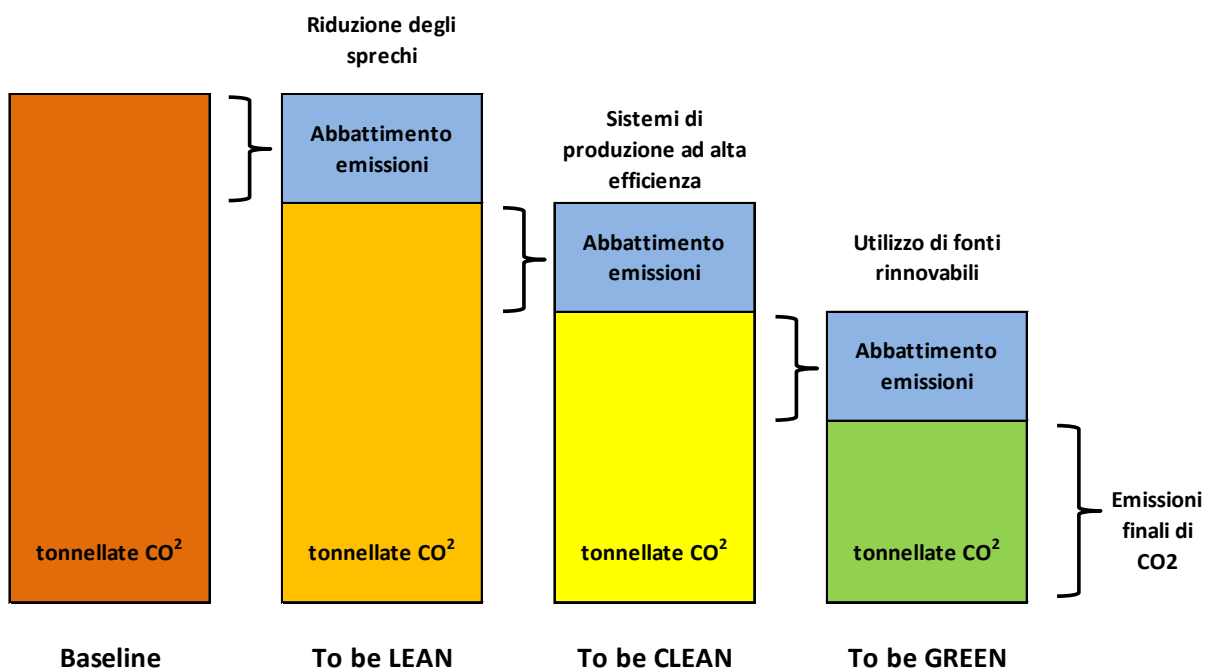 Riduzione degli
sprechi
Abbattimento
emissioni
Sistemi di
produzione ad alta
efficienza
Abbattimento
emissioni
Utilizzo di fonti
rinnovabili
Abbattimento
emissioni
tonnellate CO²
tonnellate CO²
tonnellate CO²
tonnellate CO²
Emissioni
finali di
CO2
Baseline
To be LEAN
To be CLEAN
To be GREEN